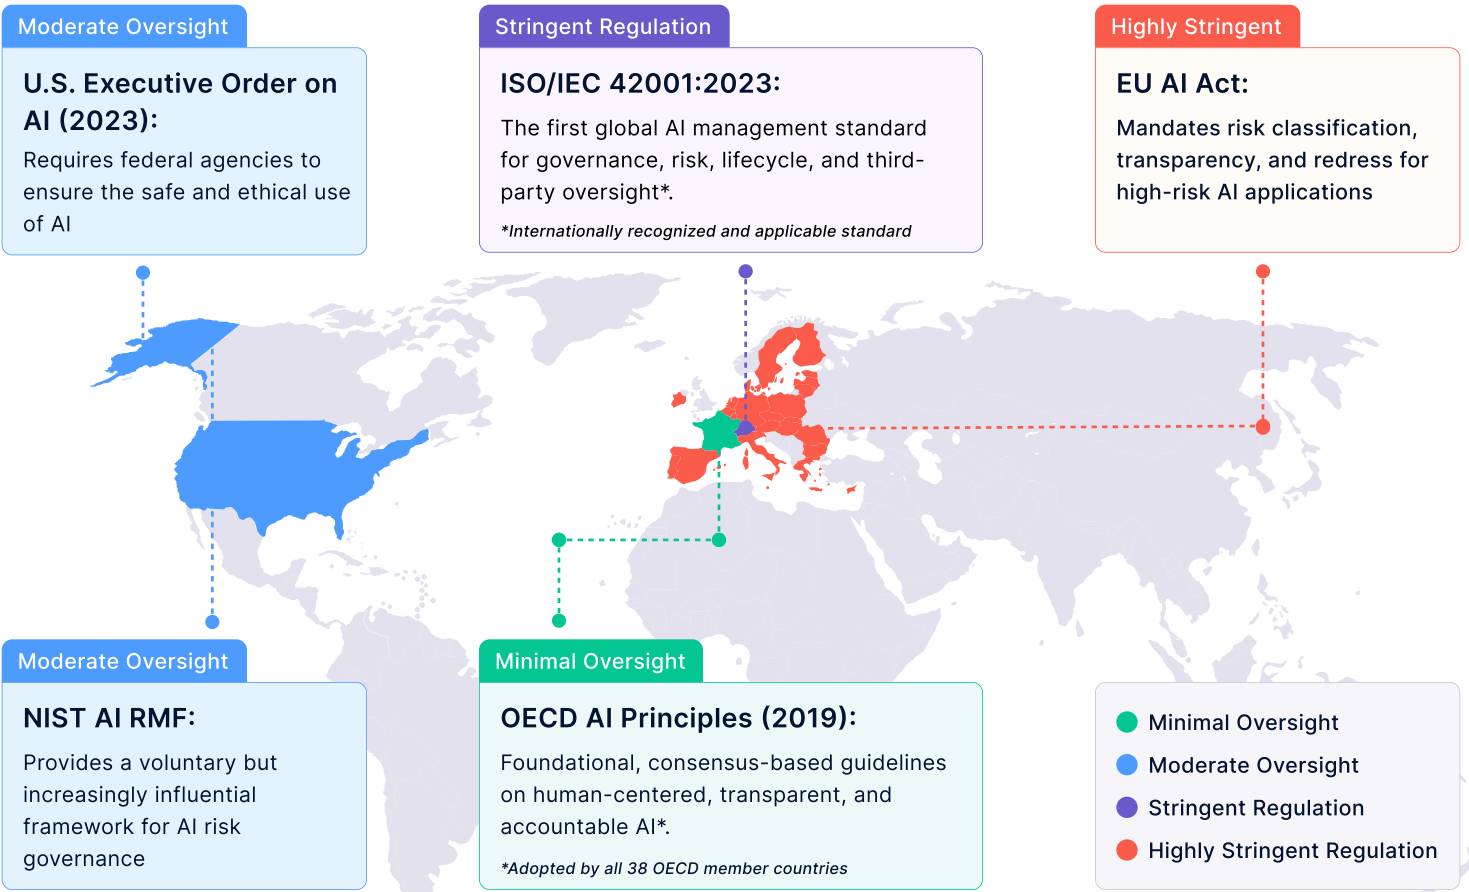 Moderate Oversight
U.S. Executive Order on
AI (2023):
Requires federal agencies to
ensure the safe and ethical use
of AI
Stringent Regulation
ISO/IEC 42001:2023:
The first global AI management standard
for governance, risk, lifecycle, and third-
party oversight*.
*Internationally recognized and applicable standard
Highly Stringent
EU AI Act:
Mandates risk classification,
transparency, and redress for
high-risk AI applications
Moderate Oversight
NIST AI RMF:
Provides a voluntary but
increasingly influential
framework for AI risk
governance
Minimal Oversight
OECD AI Principles (2019):
Foundational, consensus-based guidelines
on human-centered, transparent, and
accountable AI*.
*Adopted by all 38 OECD member countries
Minimal Oversight
Moderate Oversight
Stringent Regulation
Highly Stringent Regulation